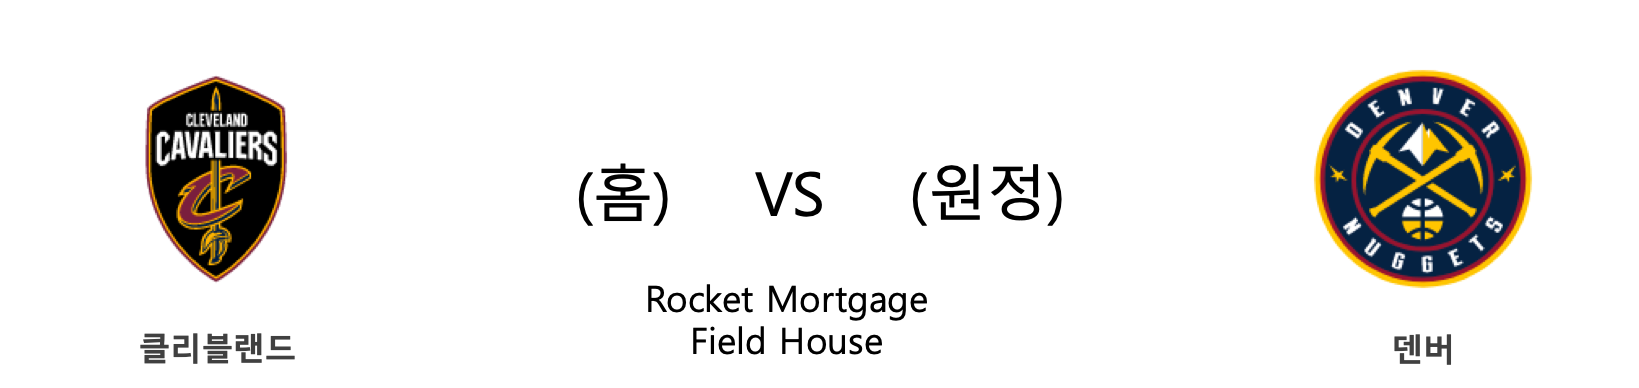 CLEVELAND
CAVALIERS
DENVER
NUGGETS
(홈) VS (원정)
Rocket Mortgage
Field House
클리블랜드
덴버